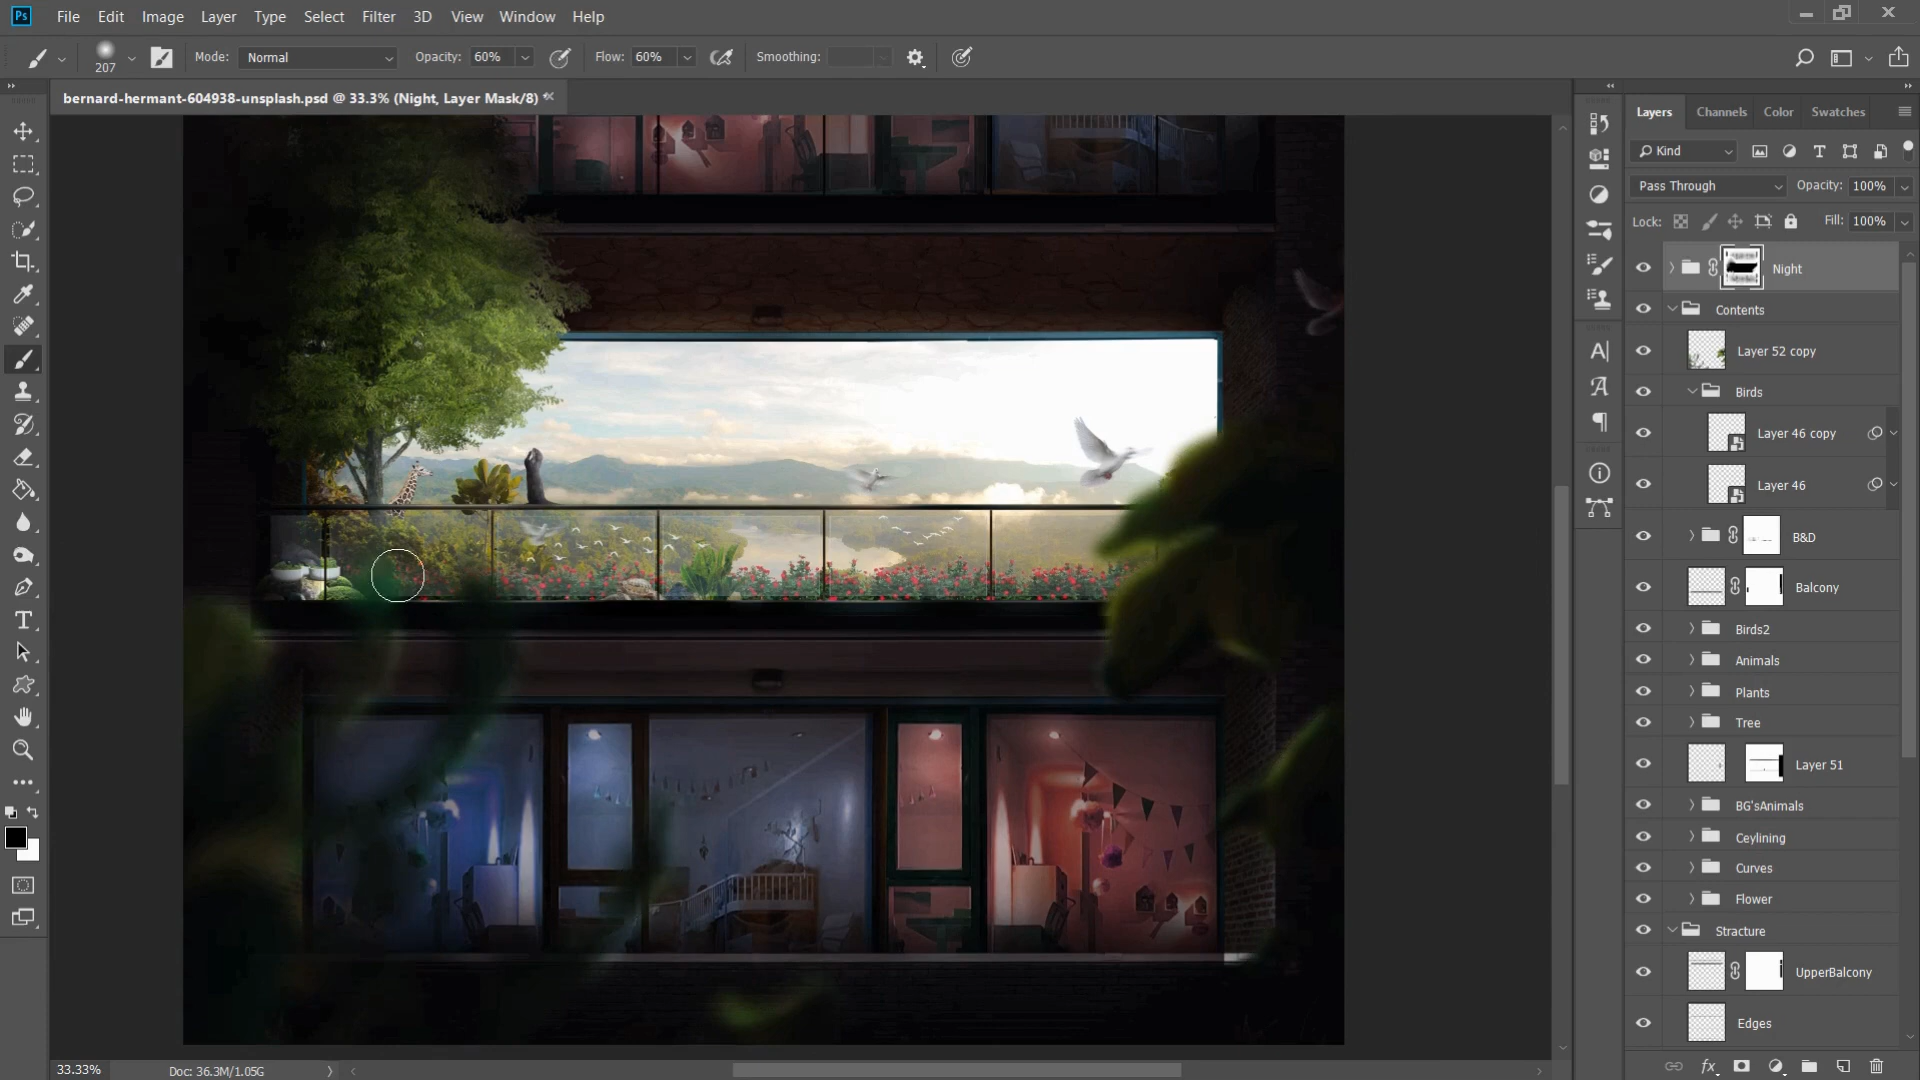 Ps File Edit Image Layer Type Select Filter 3D View Window Help
207 Mode: Normal Opacity: 60% Flow: 60% Smoothing:
bernard-hermant-604938-unsplash.psd @ 33.3% (Night, Layer Mask/8) *
Layers Channels Color Swatches
Kind
Pass Through Opacity: 100%
Lock: Fill: 100%
Night
Contents
Layer 52 copy
Birds
Layer 46 copy
Layer 46
B&D
Balcony
Birds2
Animals
Plants
Tree
Layer 51
BG'sAnimals
Ceylining
Curves
Flower
Stracture
UpperBalcony
Edges
33.33% Doc: 36.3M/1.05G